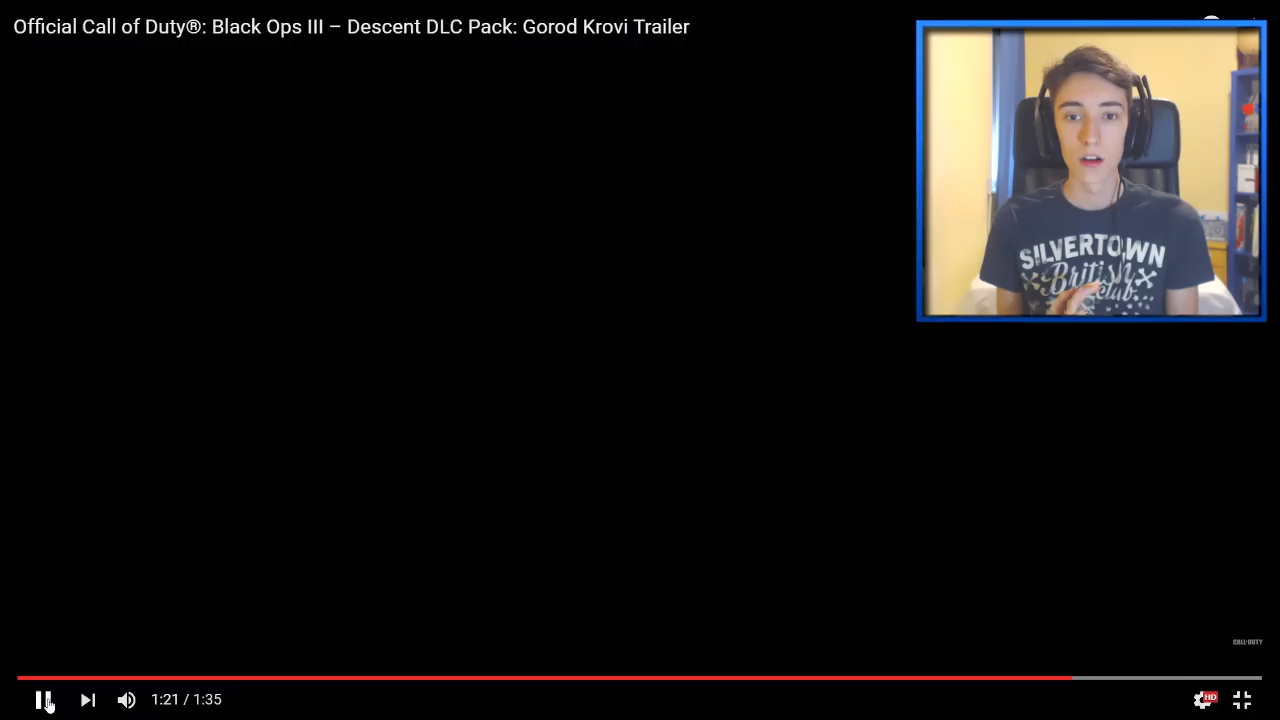 Official Call of Duty®: Black Ops III – Descent DLC Pack: Gorod Krovi Trailer
SILVERTOWN
British
club
CALL·DUTY
1:21 / 1:35
HD